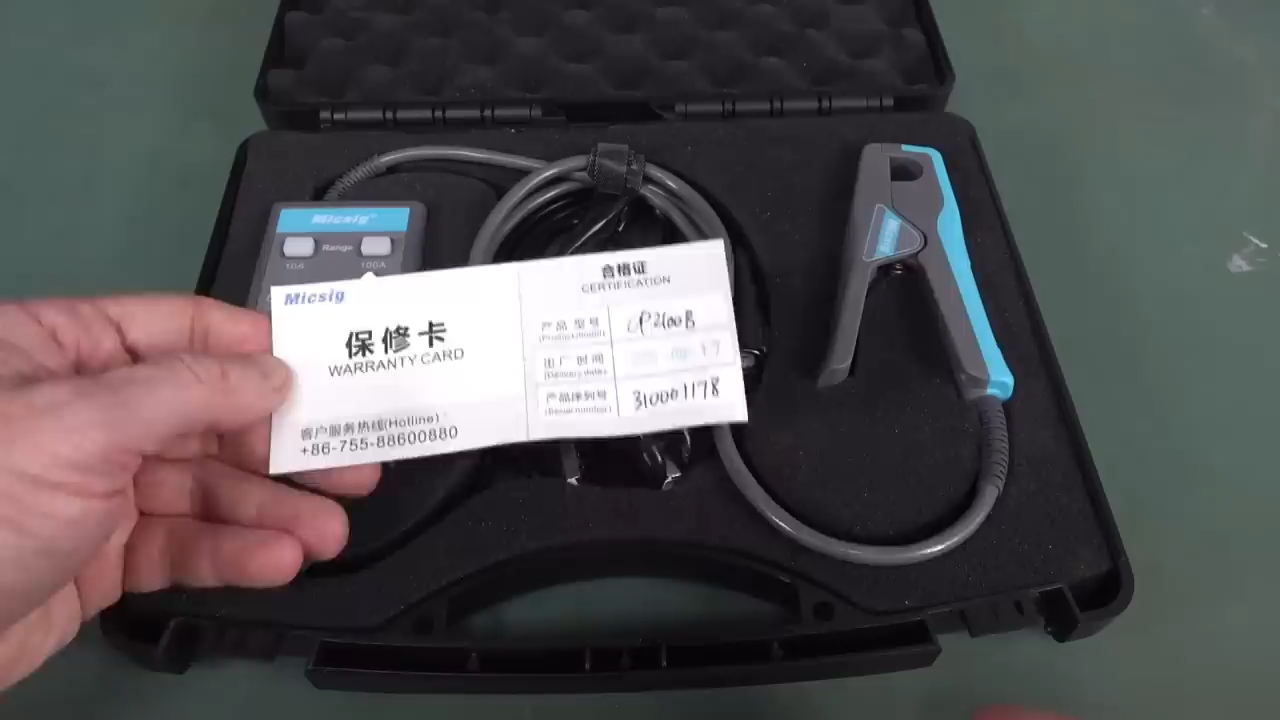 Micsig
Range
10A
100A
Micsig
保修卡
WARRANTY CARD
客户服务热线(Hotline)
+86-755-88600880
合格证
CERTIFICATION
产品 型号
CP2100B
(Product model)
出厂 时间
17
(Delivery date)
产品序列号
310001178
(Serial number)